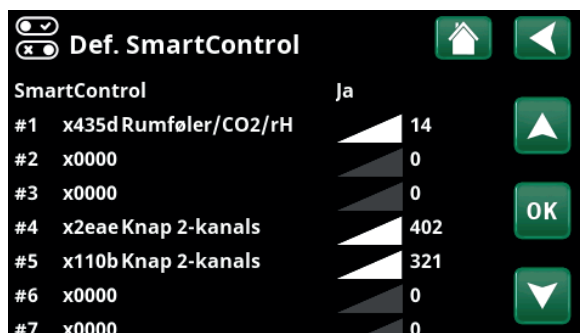 Def. SmartControl
SmartControl Ja
#1 x435d Rumføler/CO2/rH 14
#2 x0000 0
#3 x0000 0
#4 x2eae Knap 2-kanals 402
#5 x110b Knap 2-kanals 321
#6 x0000 0
#7 x0000 0
OK